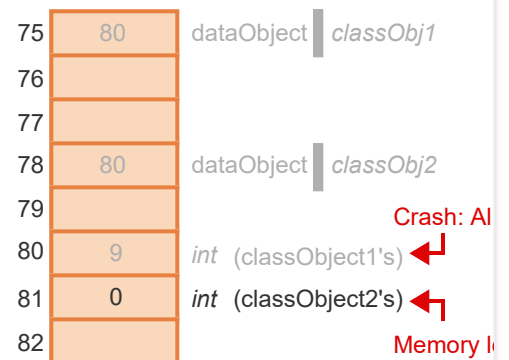 75 80 dataObject classObj1
76
77
78 80 dataObject classObj2
79
Crash: Al
80 9 int (classObject1's)
81 0 int (classObject2's)
82
Memory l